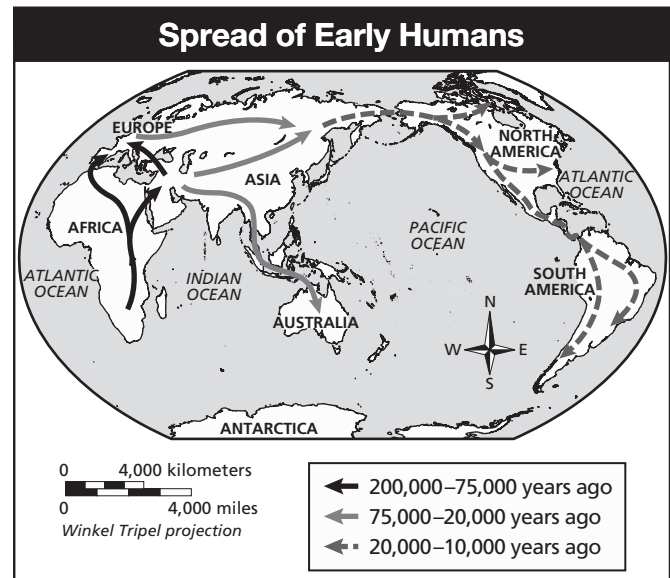 Spread of Early Humans
EUROPE
ASIA
NORTH
AMERICA
ATLANTIC
OCEAN
AFRICA
PACIFIC
OCEAN
ATLANTIC
OCEAN
INDIAN
OCEAN
SOUTH
AMERICA
AUSTRALIA
N
W
E
S
ANTARCTICA
0 4,000 kilometers
0 4,000 miles
Winkel Tripel projection
200,000–75,000 years ago
75,000–20,000 years ago
20,000–10,000 years ago